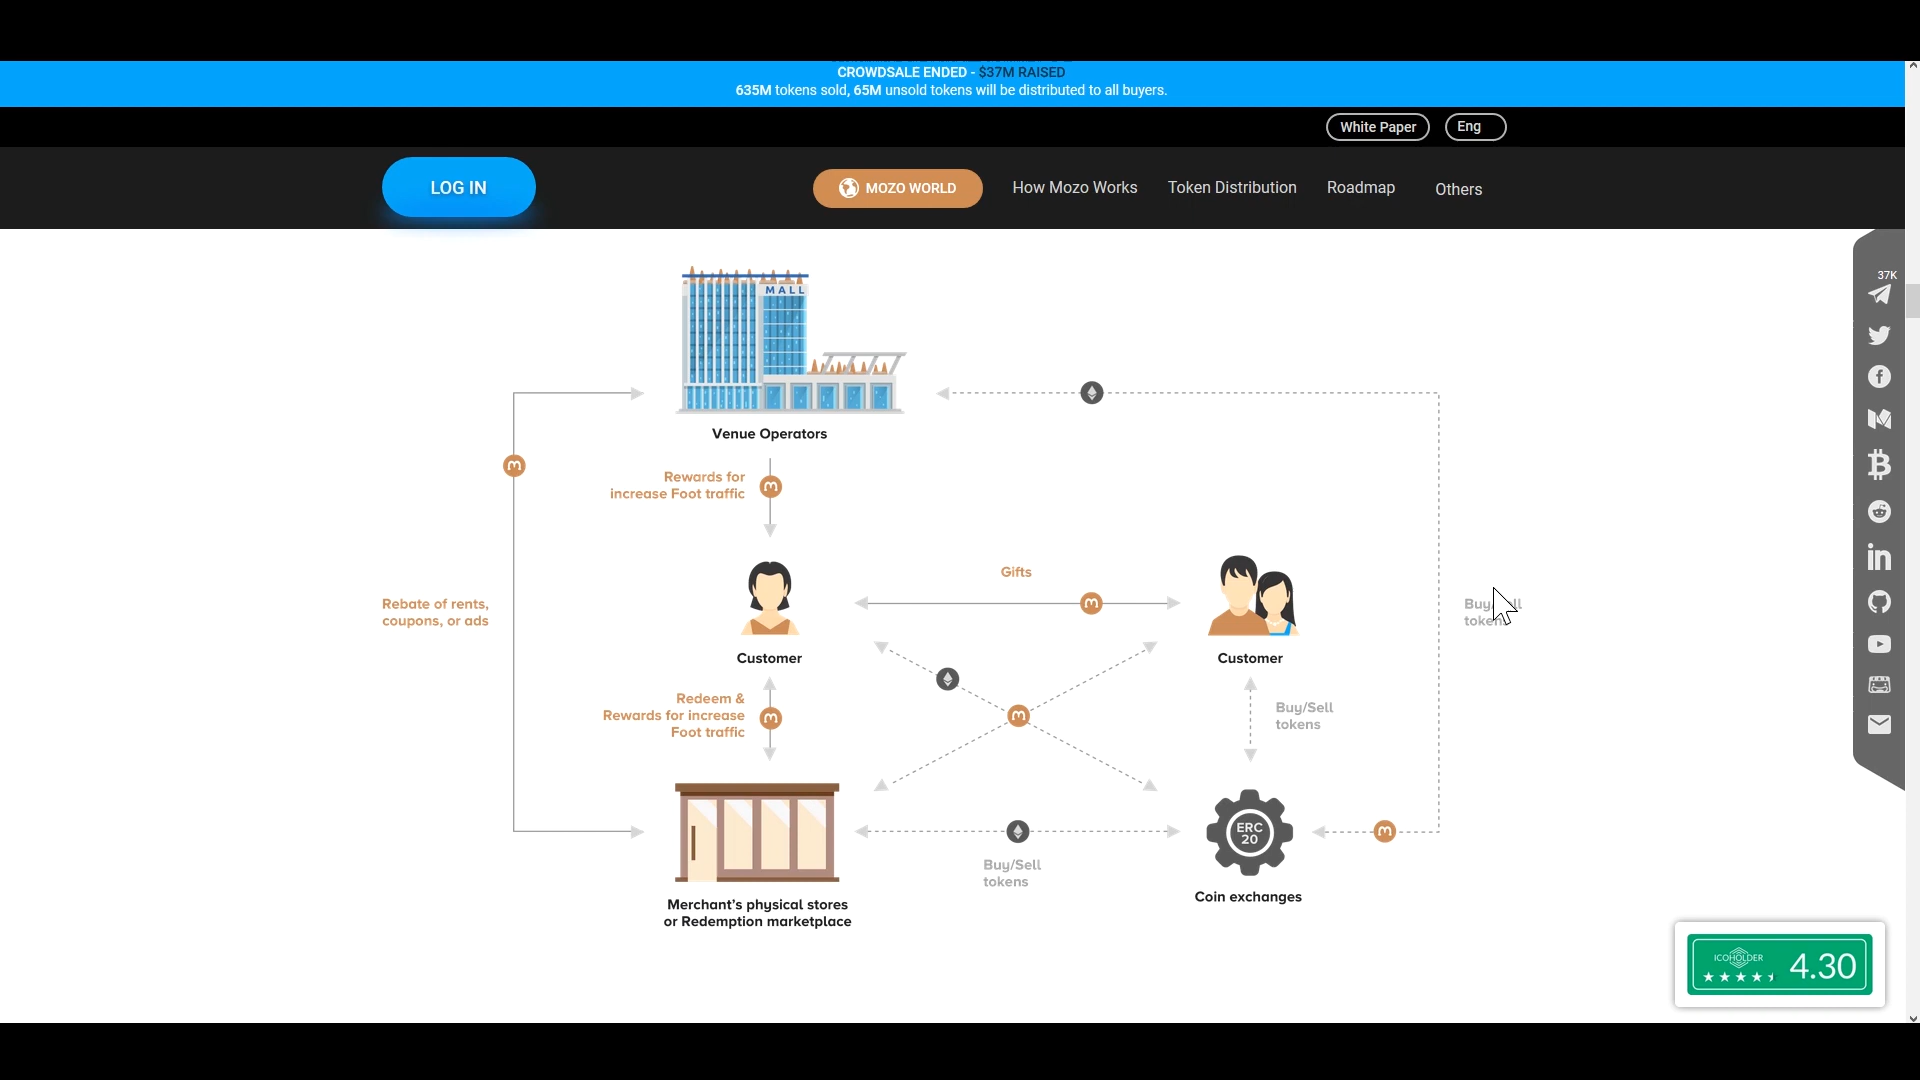 CROWDSALE ENDED - $37M RAISED
635M tokens sold, 65M unsold tokens will be distributed to all buyers.
White Paper
Eng
LOG IN
MOZO WORLD
How Mozo Works
Token Distribution
Roadmap
Others
37K
MALL
Venue Operators
Rewards for
increase Foot traffic
Gifts
Rebate of rents,
coupons, or ads
Customer
Customer
Redeem &
Rewards for increase
Foot traffic
Buy/Sell
tokens
ERC
20
Buy/Sell
tokens
Coin exchanges
Merchant's physical stores
or Redemption marketplace
ICOHOLDER
4.30